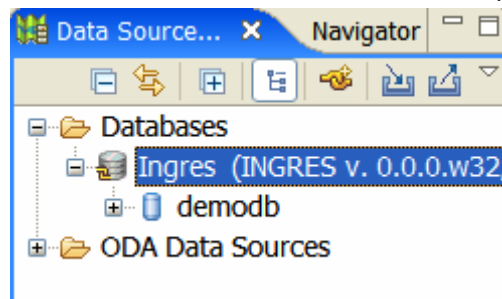 Data Source... Navigator
Databases
Ingres (INGRES v. 0.0.0.w32
demodb
ODA Data Sources